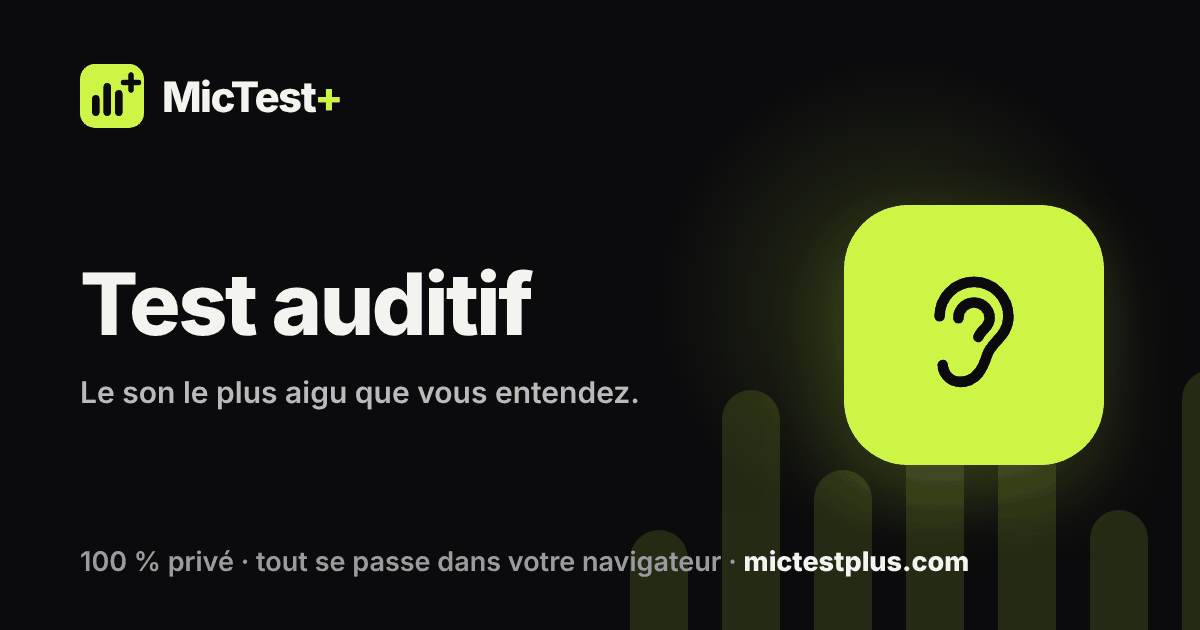 MicTest+
Test auditif
Le son le plus aigu que vous entendez.
100 % privé · tout se passe dans votre navigateur · mictestplus.com